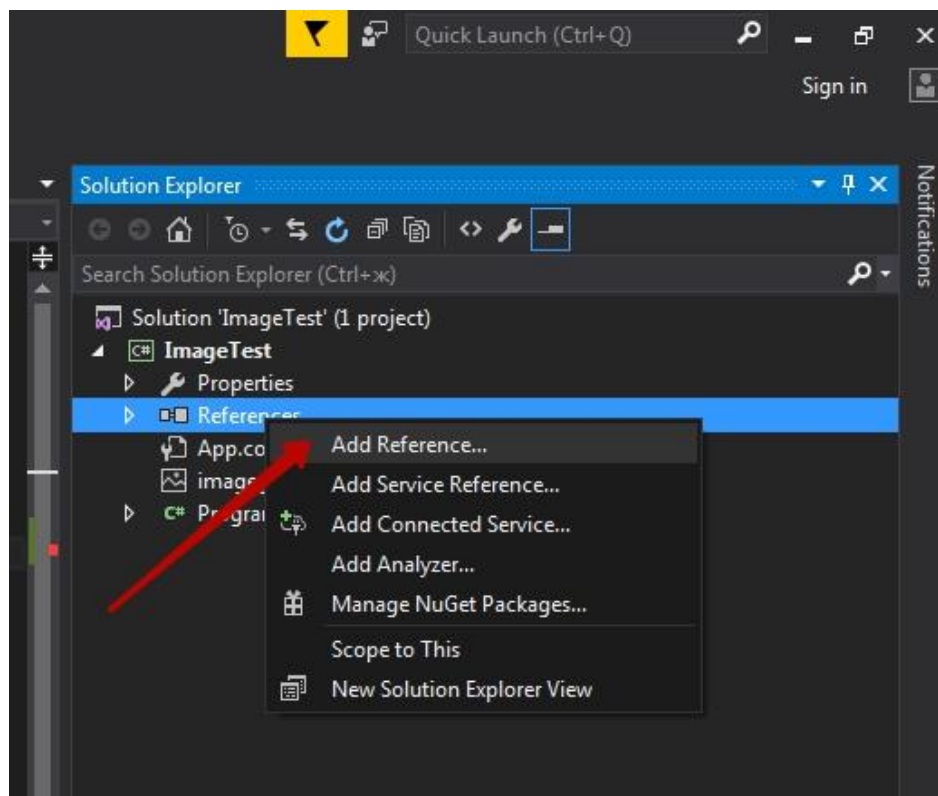 Quick Launch (Ctrl+Q)
Sign in
Notifications
Solution Explorer
Search Solution Explorer (Ctrl+ж)
Solution 'ImageTest' (1 project)
C# ImageTest
Properties
References
App.co
image
C# Progra
Add Reference...
Add Service Reference...
Add Connected Service...
Add Analyzer...
Manage NuGet Packages...
Scope to This
New Solution Explorer View